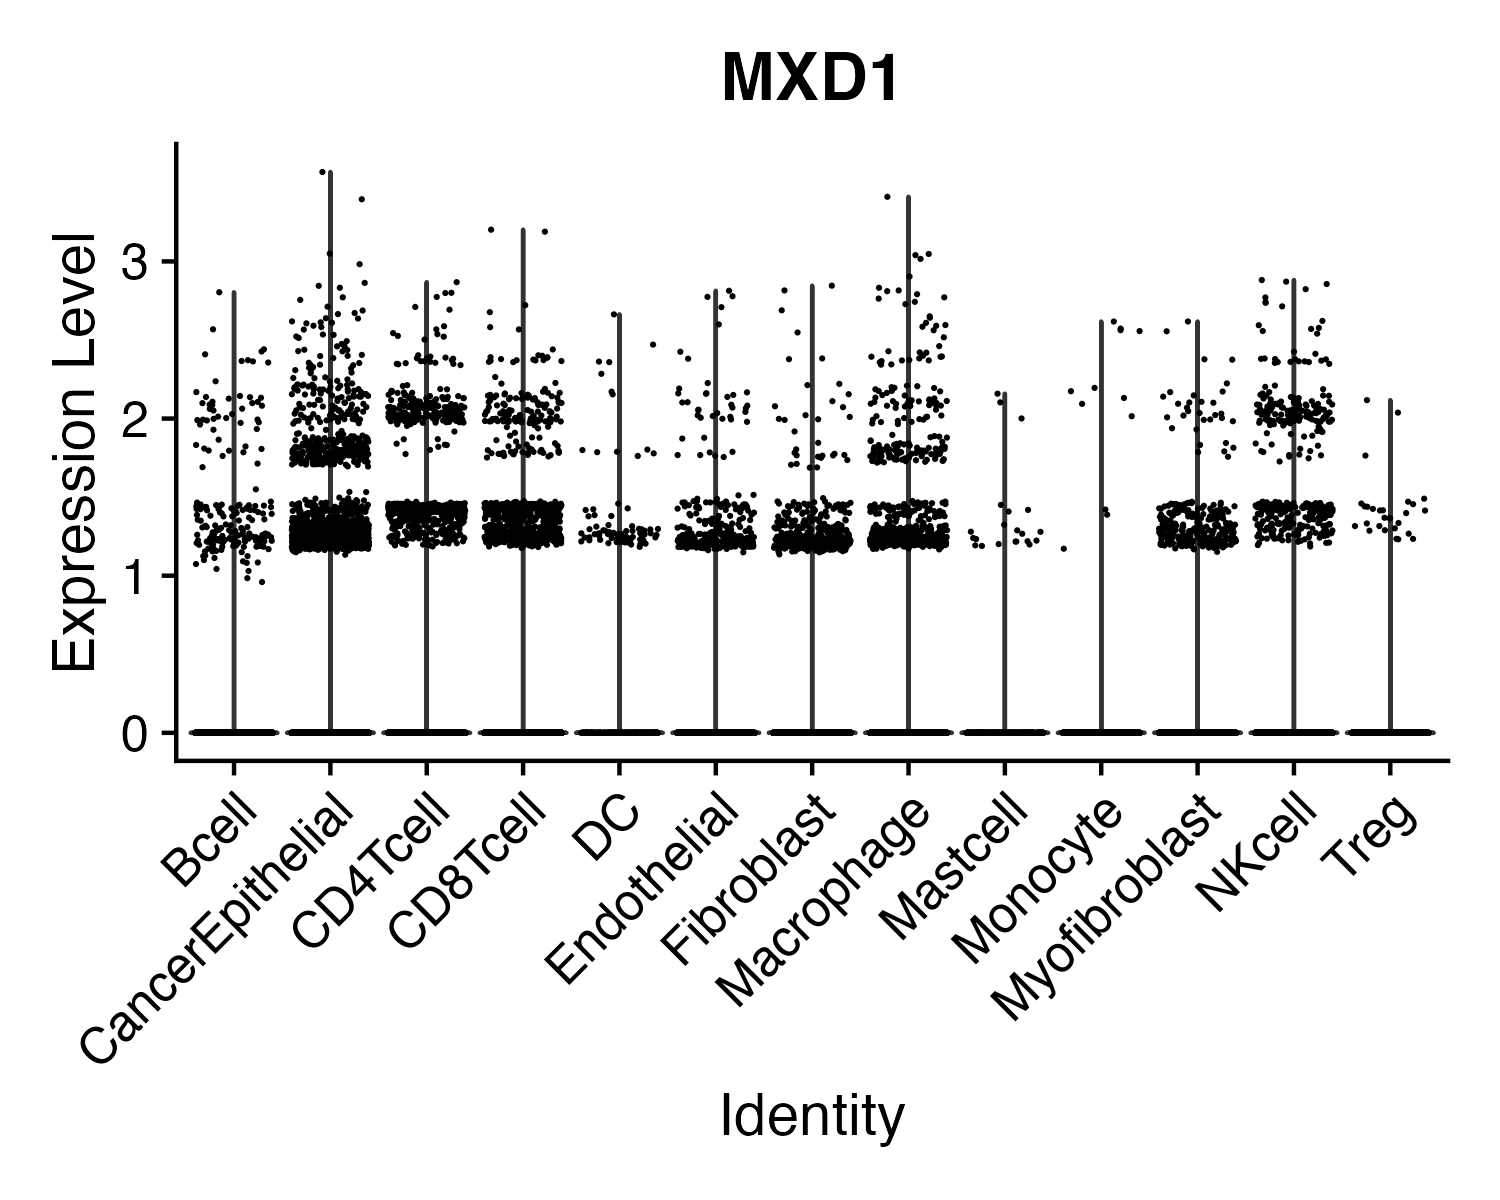 MXD1
Expression Level
3
2
1
0
Bcell
CancerEpithelial
CD4Tcell
CD8Tcell
DC
Endothelial
Fibroblast
Macrophage
Mastcell
Monocyte
Myofibroblast
NKcell
Treg
Identity